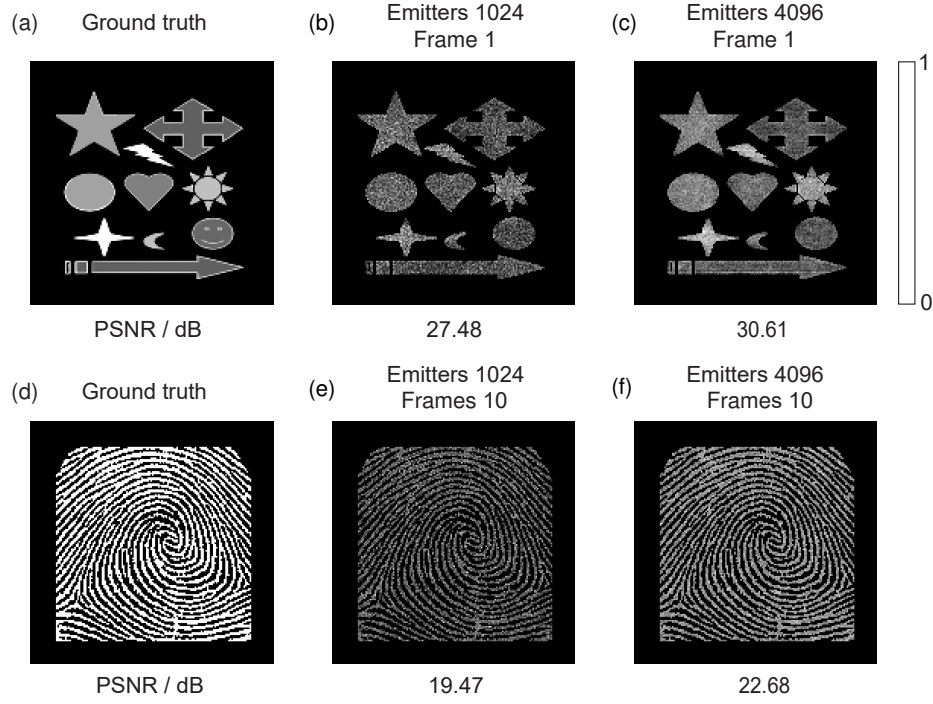 (a) Ground truth
(b) Emitters 1024
Frame 1
(c) Emitters 4096
Frame 1
1
0
PSNR / dB
27.48
30.61
(d) Ground truth
(e) Emitters 1024
Frames 10
(f) Emitters 4096
Frames 10
PSNR / dB
19.47
22.68